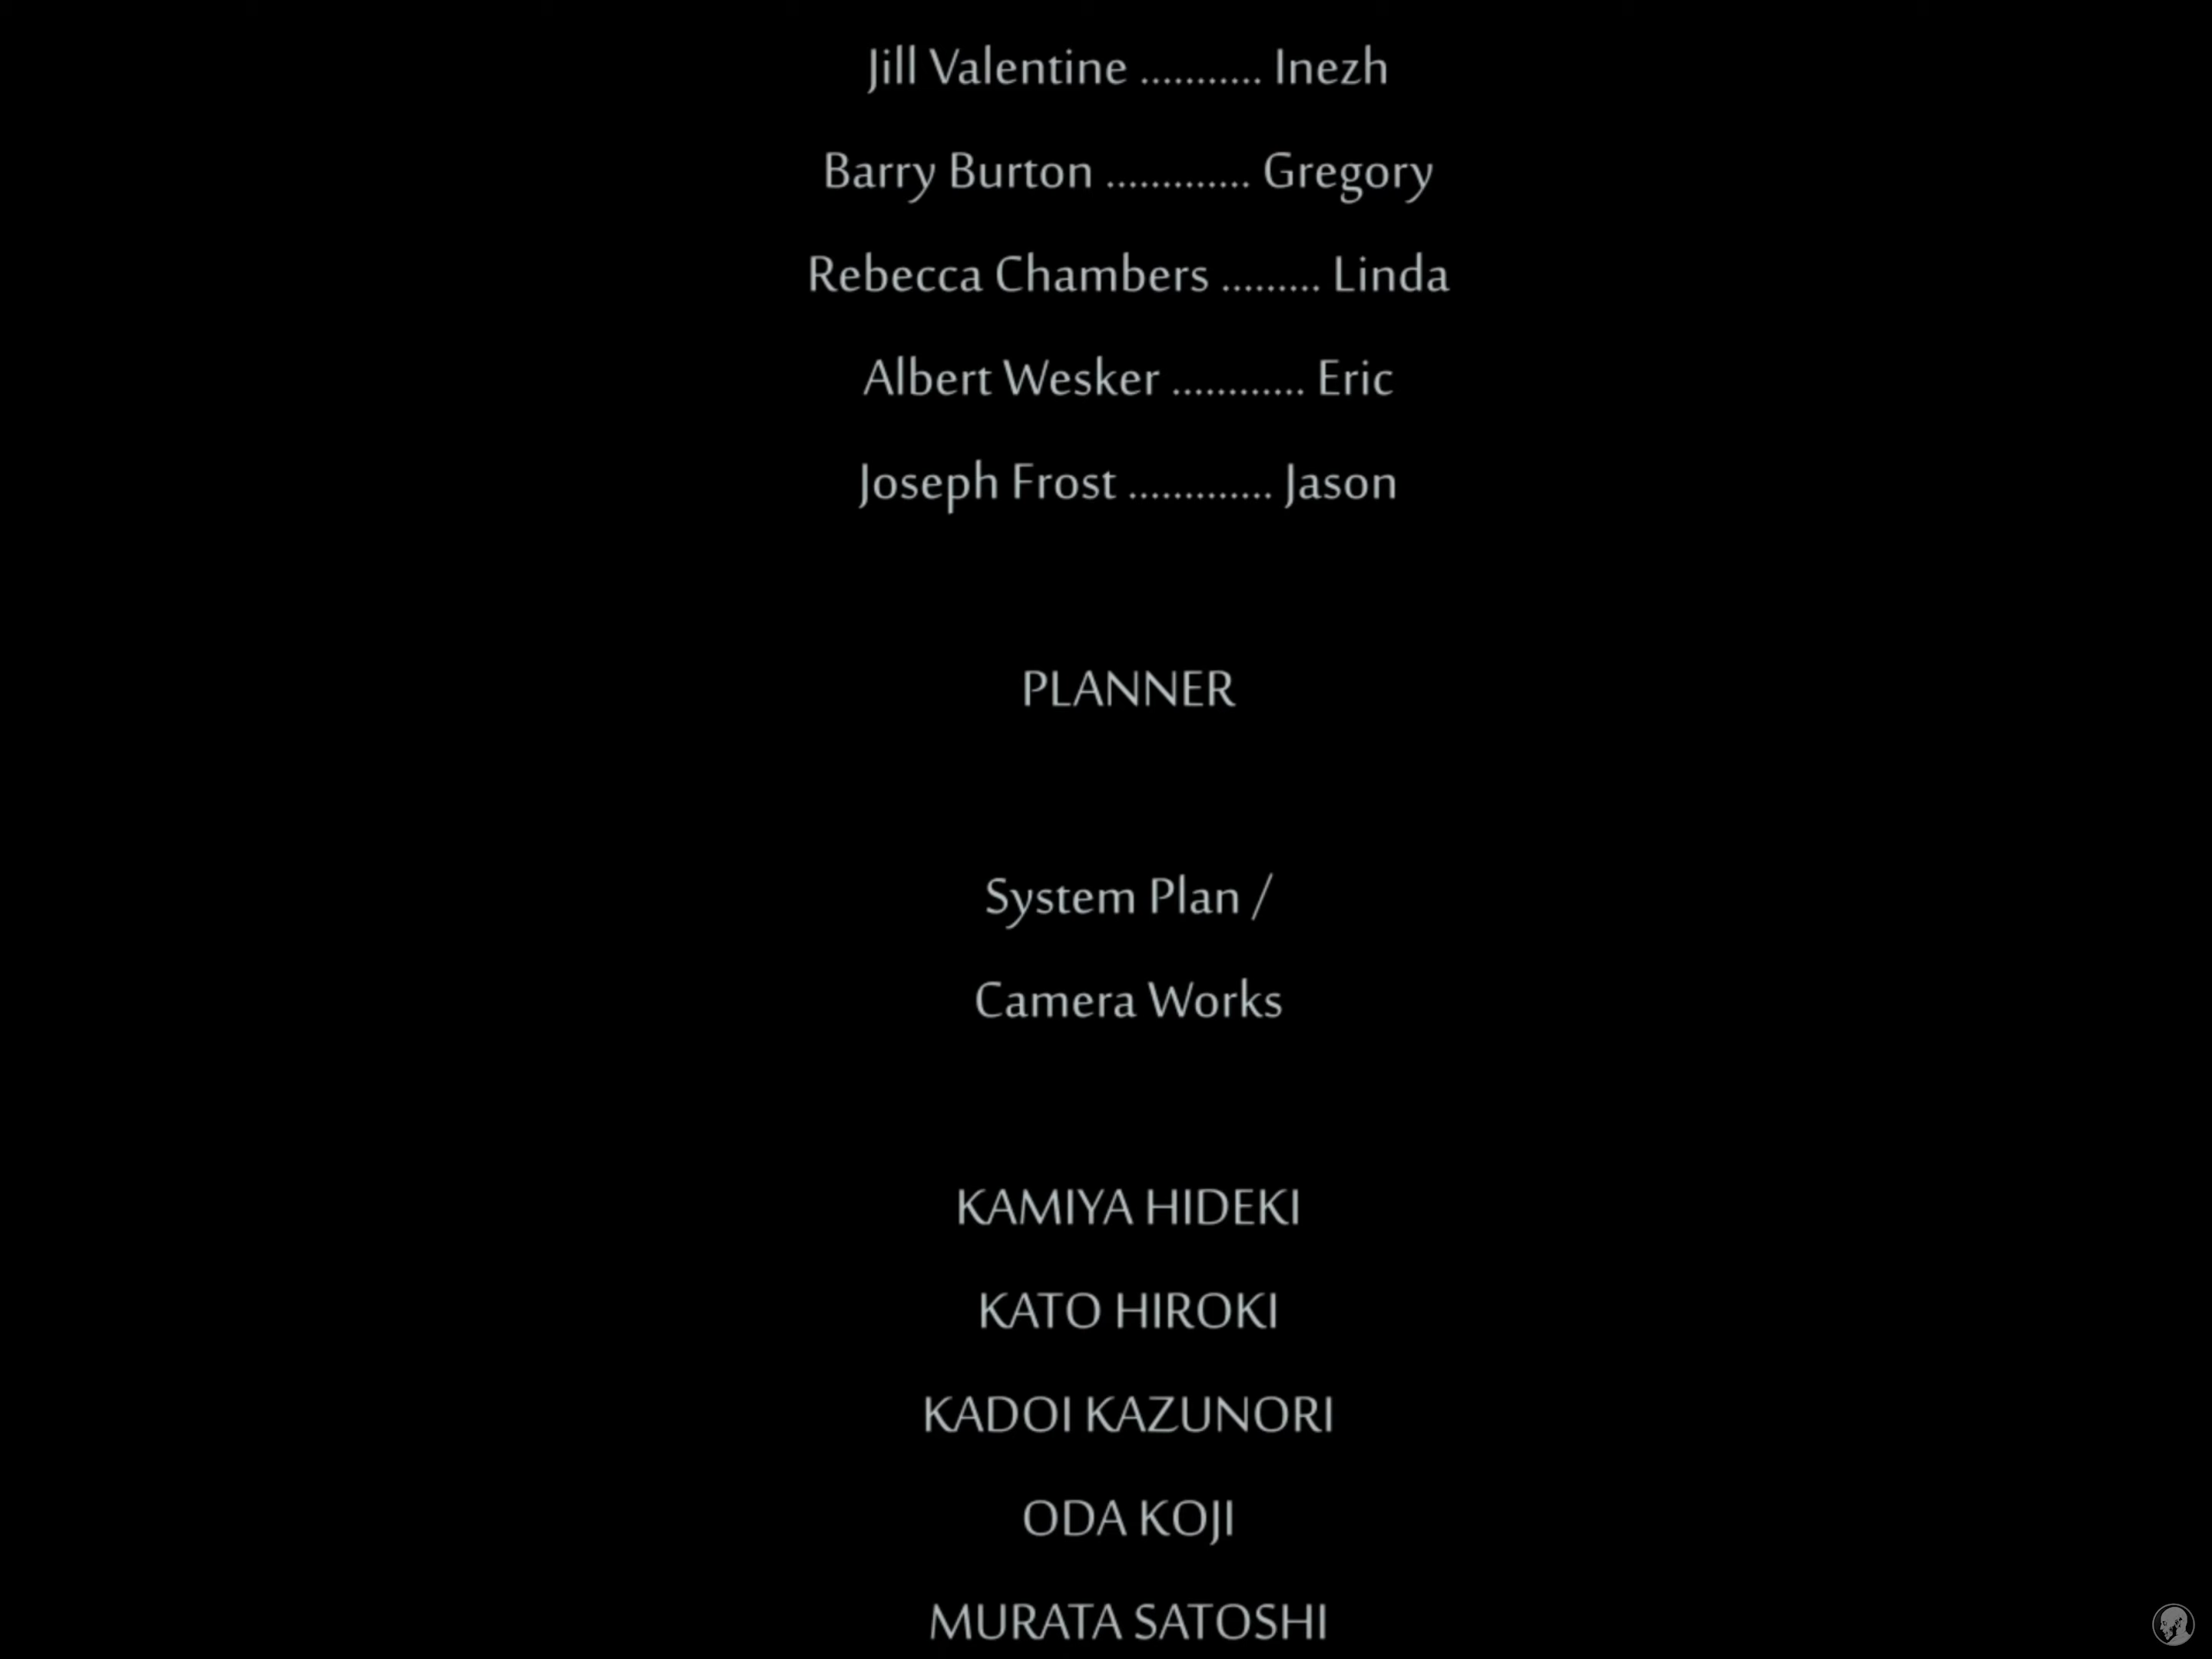 Jill Valentine ........... Inezh
Barry Burton ............. Gregory
Rebecca Chambers ......... Linda
Albert Wesker ............ Eric
Joseph Frost ............. Jason
PLANNER
System Plan /
Camera Works
KAMIYA HIDEKI
KATO HIROKI
KADOI KAZUNORI
ODA KOJI
MURATA SATOSHI